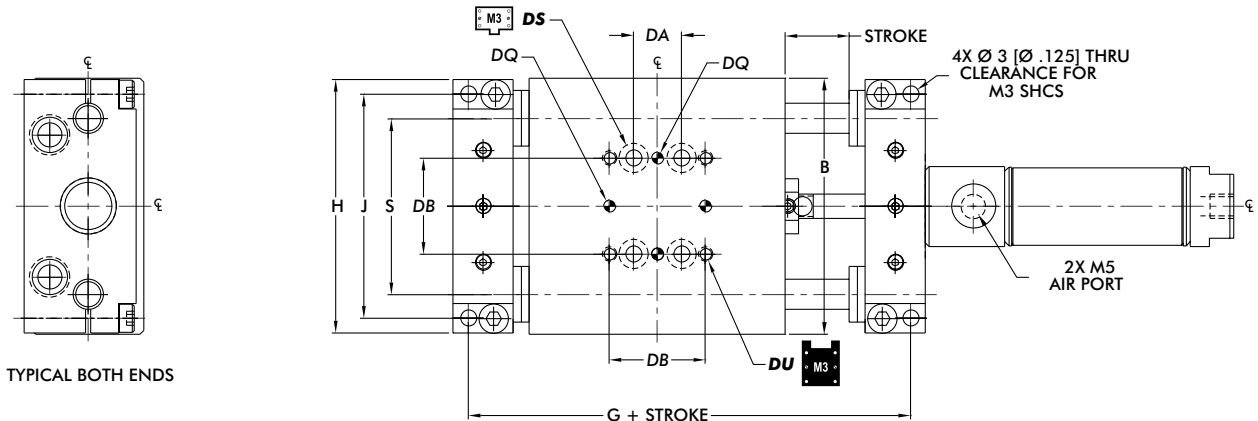 M3 DS
DA
STROKE
DQ
℄
DQ
4X Ø 3 [Ø .125] THRU
CLEARANCE FOR
M3 SHCS
℄
H
J
S
DB
B
℄
℄
2X M5
AIR PORT
DB
DU M3
TYPICAL BOTH ENDS
G + STROKE